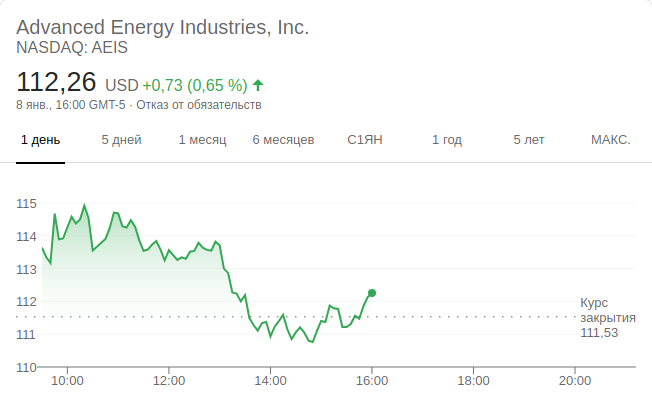 Advanced Energy Industries, Inc.
NASDAQ: AEIS
112,26 USD +0,73 (0,65 %) ↑
8 янв., 16:00 GMT-5 · Отказ от обязательств
1 день 5 дней 1 месяц 6 месяцев С1ЯН 1 год 5 лет МАКС.
115
114
113
112
111
110
Курс
закрытия
111,53
10:00 12:00 14:00 16:00 18:00 20:00